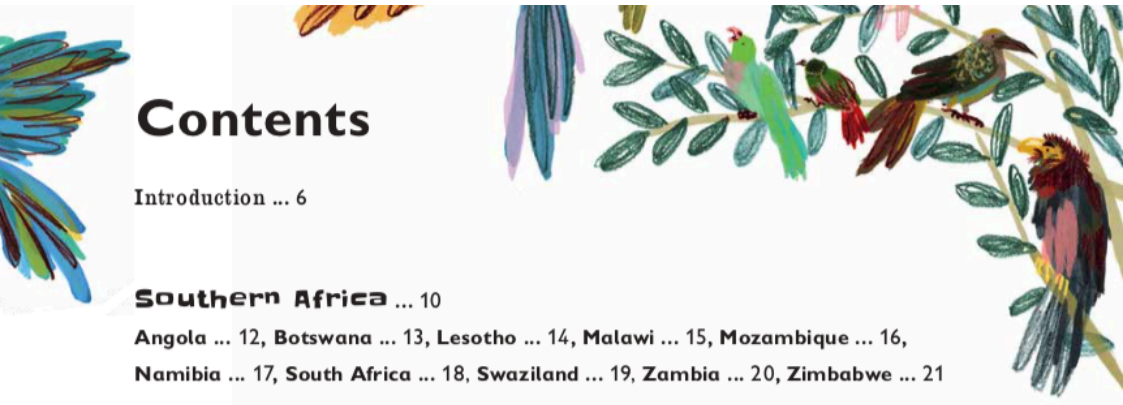 Contents
Introduction ... 6
Southern Africa ... 10
Angola ... 12, Botswana ... 13, Lesotho ... 14, Malawi ... 15, Mozambique ... 16,
Namibia ... 17, South Africa ... 18, Swaziland ... 19, Zambia ... 20, Zimbabwe ... 21